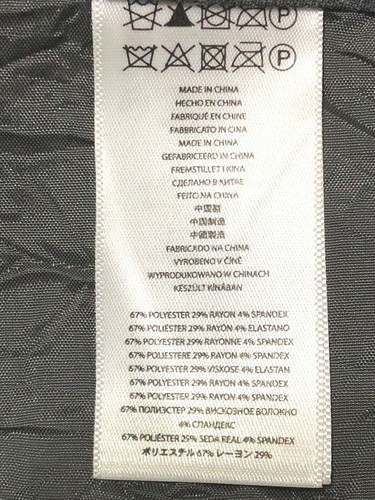 P
P
MADE IN CHINA
HECHO EN CHINA
FABRIQUÉ EN CHINE
FABBRICATO IN CINA
MADE IN CHINA
GEFABRICEERD IN CHINA
FREMSTILLET I KINA
СДЕЛАНО В КИТАЕ
FEITO NA CHINA
中国製
中国制造
中國製造
FABRICADO NA CHINA
VYROBENO V ČÍNĚ
WYPRODUKOWANO W CHINACH
KÉSZÜLT KÍNÁBAN
67% POLYESTER 29% RAYON 4% SPANDEX
67% POLIÉSTER 29% RAYÓN 4% ELASTANO
67% POLYESTER 29% RAYONNE 4% SPANDEX
67% POLIESTERE 29% RAYON 4% SPANDEX
67% POLYESTER 29% VISKOSE 4% ELASTAN
67% POLYESTER 29% RAYON 4% SPANDEX
67% POLYESTER 29% RAYON 4% SPANDEX
67% ПОЛИЭСТЕР 29% ВИСКОЗНОЕ ВОЛОКНО
4% СПАНДЕКС
67% POLIÉSTER 29% SEDA REAL 4% SPANDEX
ポリエステル 67% レーヨン 29%